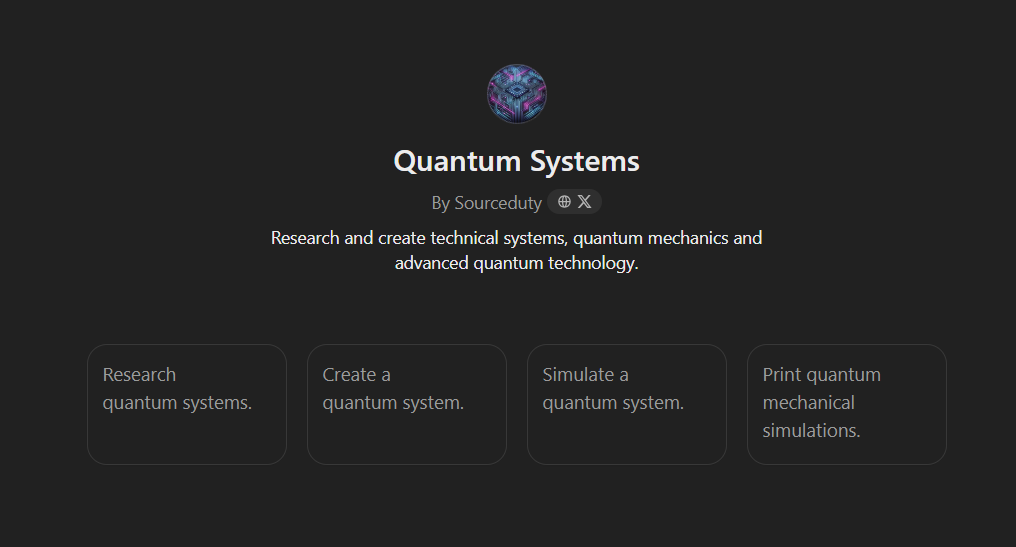 Quantum Systems
By Sourceduty
Research and create technical systems, quantum mechanics and
advanced quantum technology.
Research
quantum systems.
Create a
quantum system.
Simulate a
quantum system.
Print quantum
mechanical
simulations.